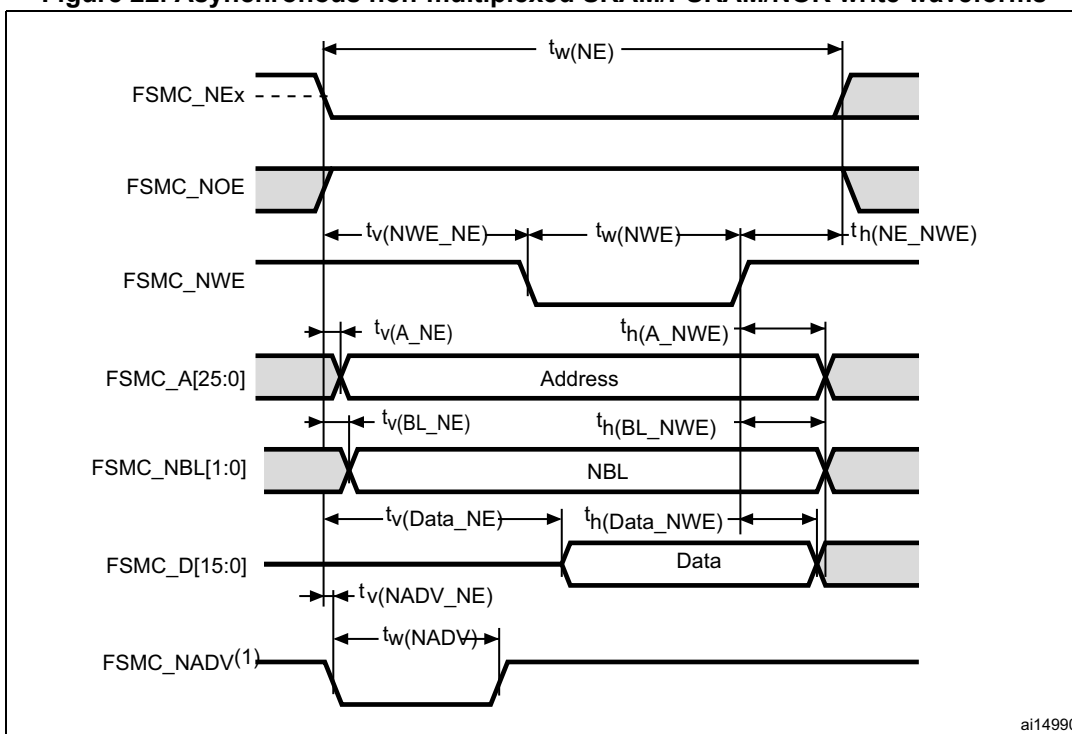 Figure 22. Asynchronous non-multiplexed SRAM/PSRAM/NOR write waveforms
tw(NE)
FSMC_NEx
FSMC_NOE
tv(NWE_NE)
tw(NWE)
th(NE_NWE)
FSMC_NWE
tv(A_NE)
th(A_NWE)
FSMC_A[25:0]
Address
tv(BL_NE)
th(BL_NWE)
FSMC_NBL[1:0]
NBL
tv(Data_NE)
th(Data_NWE)
FSMC_D[15:0]
Data
tv(NADV_NE)
tw(NADV)
FSMC_NADV(1)
ai14990